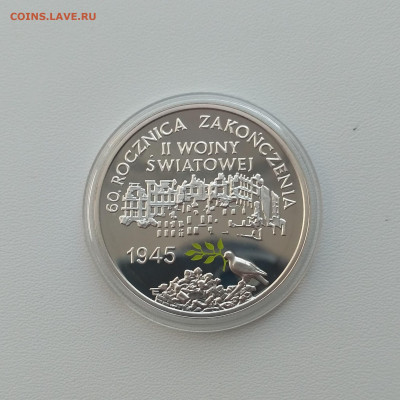 COINS.LAVE.RU
60. ROCZNICA ZAKOŃCZENIA
II WOJNY
ŚWIATOWEJ
1945